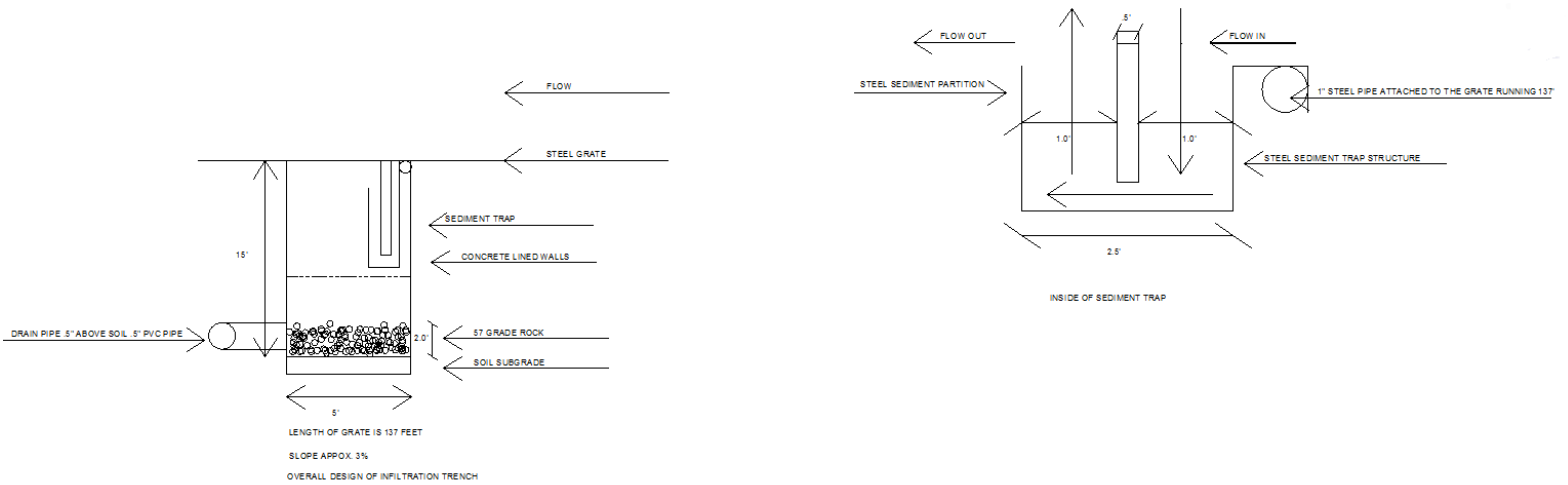 FLOW
STEEL GRATE
SEDIMENT TRAP
CONCRETE LINED WALLS
15'
DRAIN PIPE .5" ABOVE SOIL .5" PVC PIPE
2.0'
57 GRADE ROCK
SOIL SUBGRADE
5'
LENGTH OF GRATE IS 137 FEET
SLOPE APPOX. 3%
OVERALL DESIGN OF INFILTRATION TRENCH
.5'
FLOW OUT
FLOW IN
STEEL SEDIMENT PARTITION
1" STEEL PIPE ATTACHED TO THE GRATE RUNNING 137'
1.0'
1.0'
STEEL SEDIMENT TRAP STRUCTURE
2.5'
INSIDE OF SEDIMENT TRAP